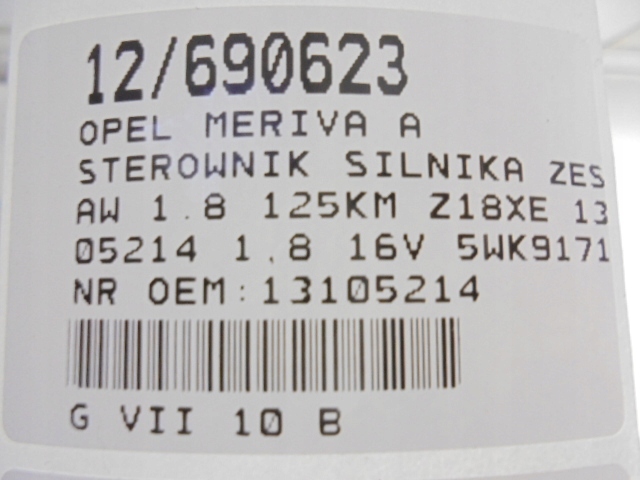 12/690623
OPEL MERIVA A
STEROWNIK SILNIKA ZES
AW 1.8 125KM Z18XE 13
05214 1.8 16V 5WK9171
NR OEM:13105214
G VII 10 B